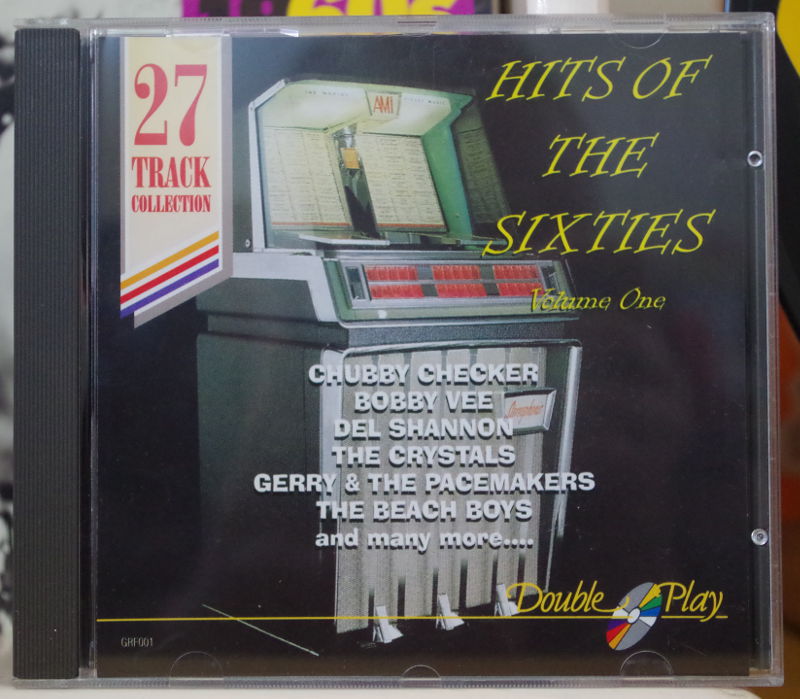 27
TRACK
COLLECTION
HITS OF
THE
SIXTIES
Volume One
AMi
CHUBBY CHECKER
BOBBY VEE
DEL SHANNON
THE CRYSTALS
GERRY & THE PACEMAKERS
THE BEACH BOYS
and many more....
Double Play
GRF001